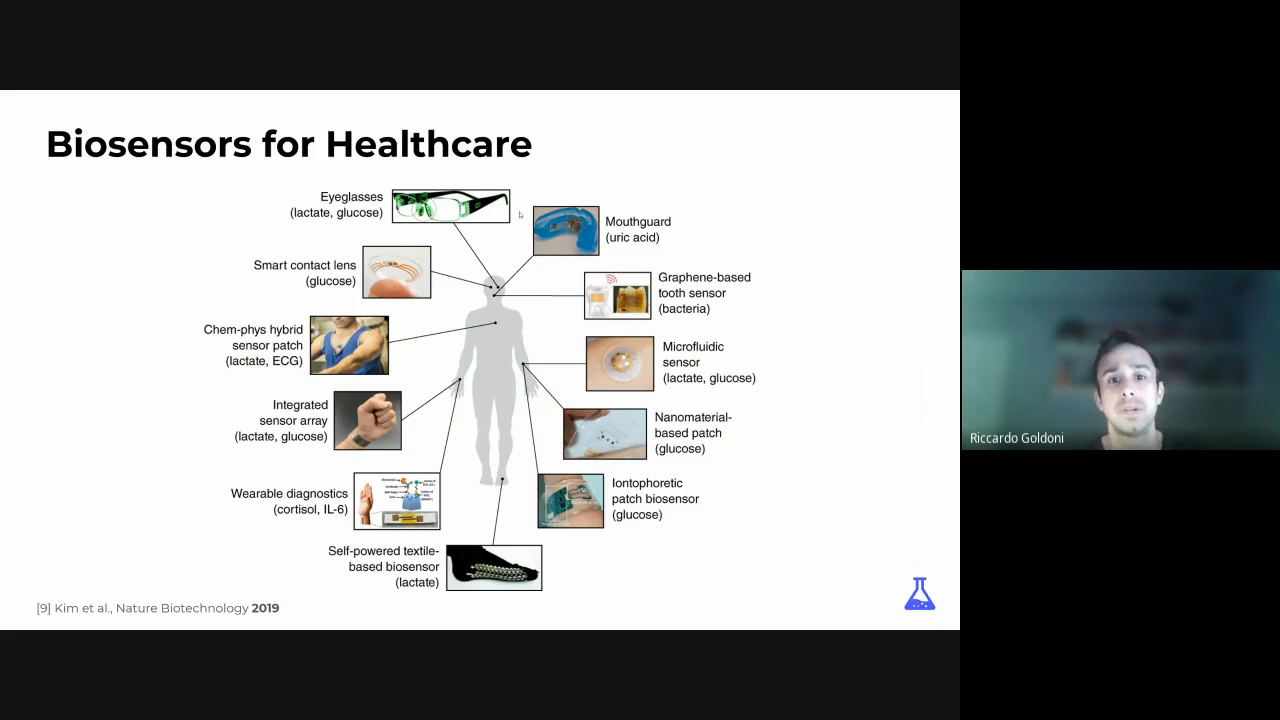 Biosensors for Healthcare
Eyeglasses
(lactate, glucose)
Mouthguard
(uric acid)
Smart contact lens
(glucose)
Graphene-based
tooth sensor
(bacteria)
Chem-phys hybrid
sensor patch
(lactate, ECG)
Microfluidic
sensor
(lactate, glucose)
Integrated
sensor array
(lactate, glucose)
Nanomaterial-
based patch
(glucose)
Wearable diagnostics
(cortisol, IL-6)
Iontophoretic
patch biosensor
(glucose)
Self-powered textile-
based biosensor
(lactate)
[9] Kim et al., Nature Biotechnology 2019
Riccardo Goldoni